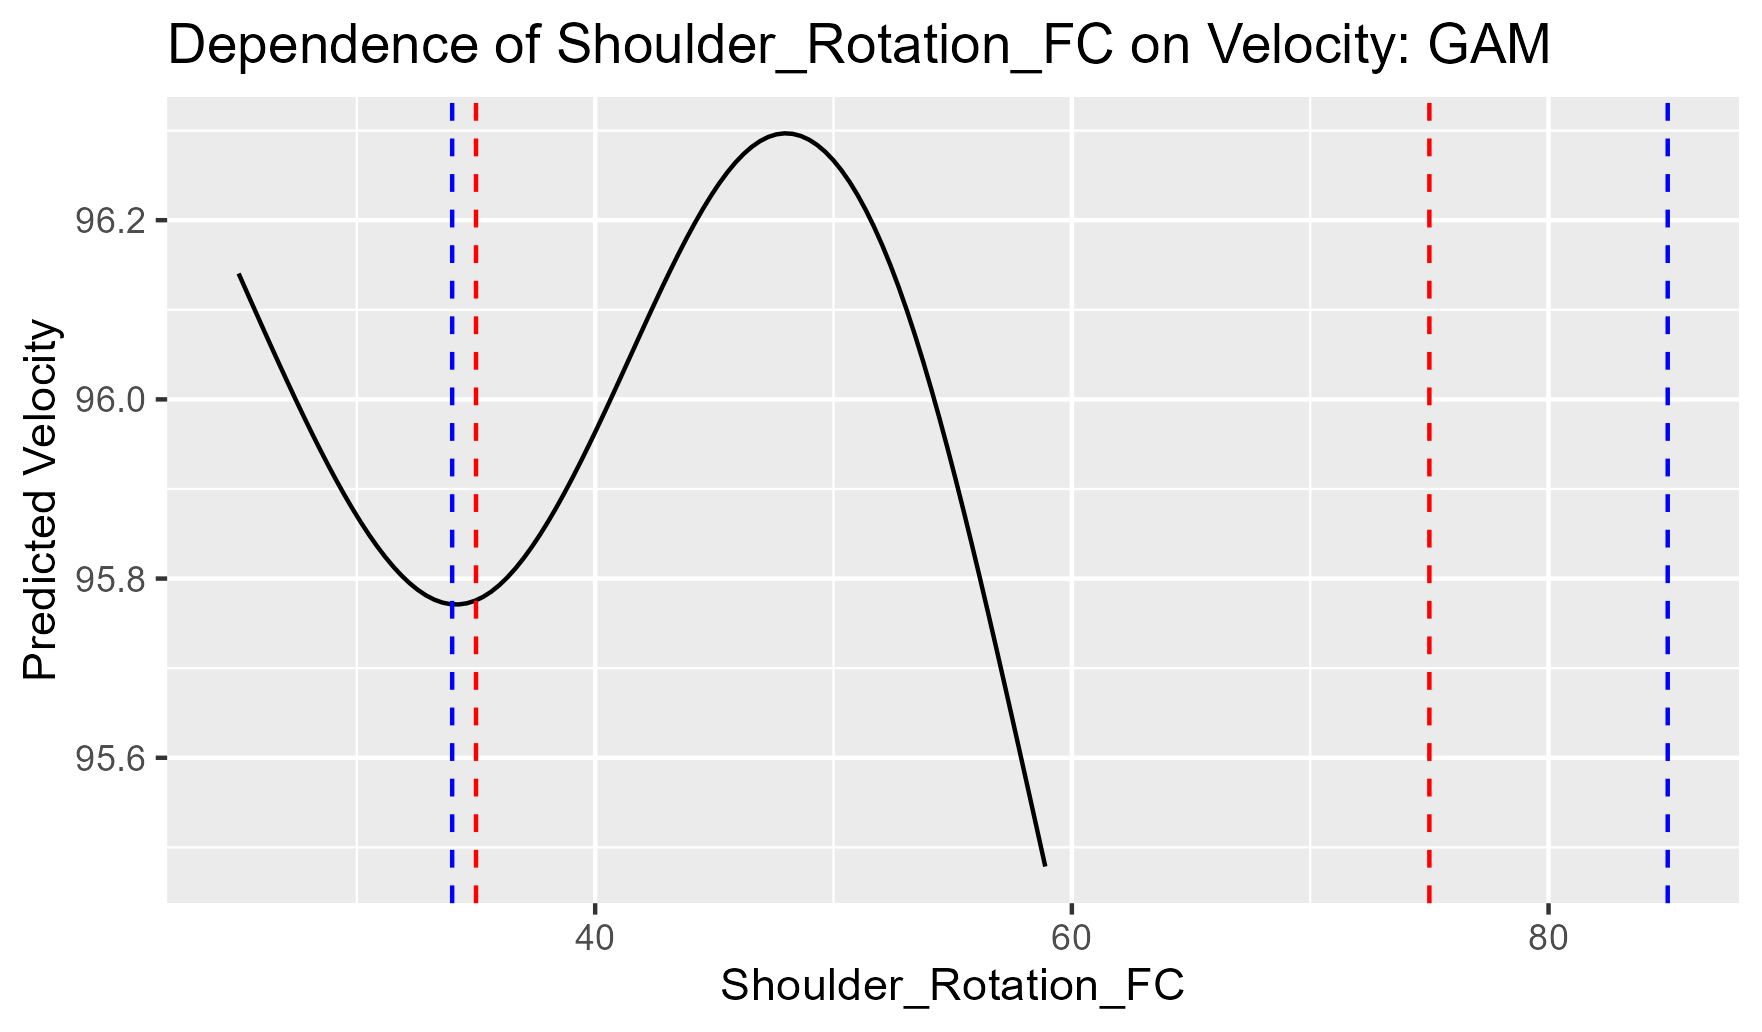 Dependence of Shoulder_Rotation_FC on Velocity: GAM
Predicted Velocity
96.2
96.0
95.8
95.6
40
60
80
Shoulder_Rotation_FC